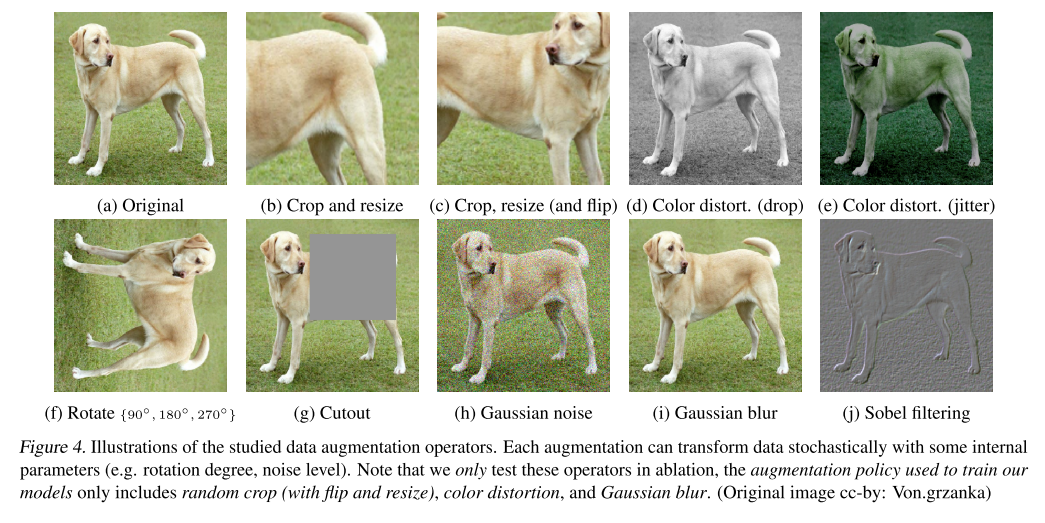 (a) Original
(b) Crop and resize
(c) Crop, resize (and flip)
(d) Color distort. (drop)
(e) Color distort. (jitter)
(f) Rotate {90°, 180°, 270°}
(g) Cutout
(h) Gaussian noise
(i) Gaussian blur
(j) Sobel filtering
Figure 4. Illustrations of the studied data augmentation operators. Each augmentation can transform data stochastically with some internal
parameters (e.g. rotation degree, noise level). Note that we only test these operators in ablation, the augmentation policy used to train our
models only includes random crop (with flip and resize), color distortion, and Gaussian blur. (Original image cc-by: Von.grzanka)